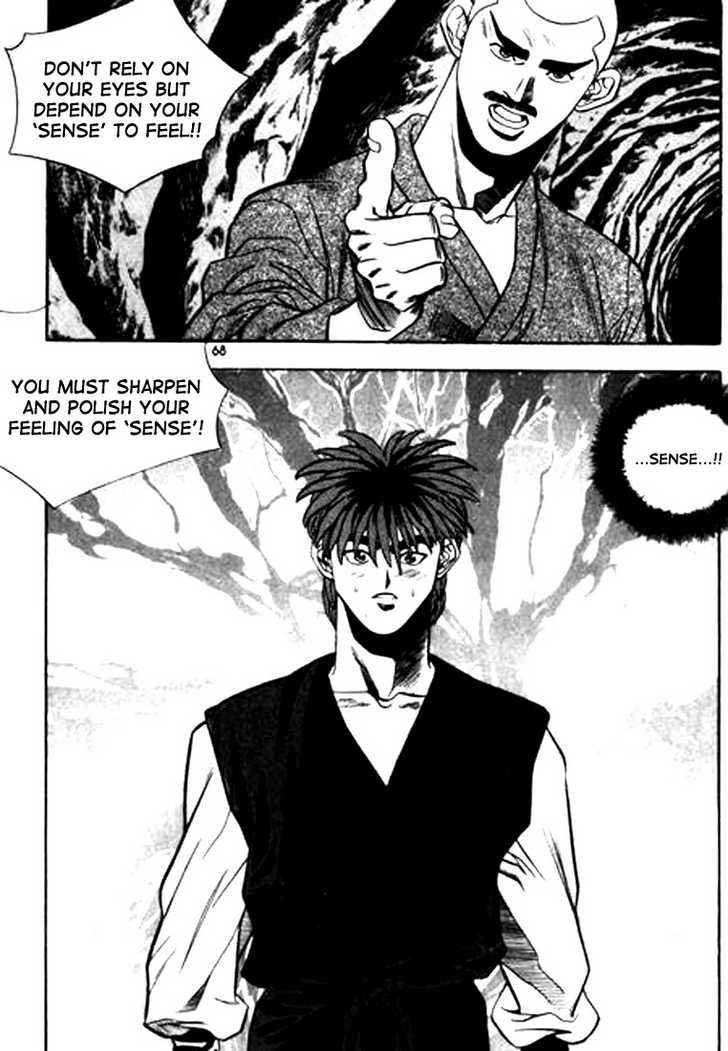 DON'T RELY ON
YOUR EYES BUT
DEPEND ON YOUR
'SENSE' TO FEEL!!
68
YOU MUST SHARPEN
AND POLISH YOUR
FEELING OF 'SENSE'!
...SENSE...!!